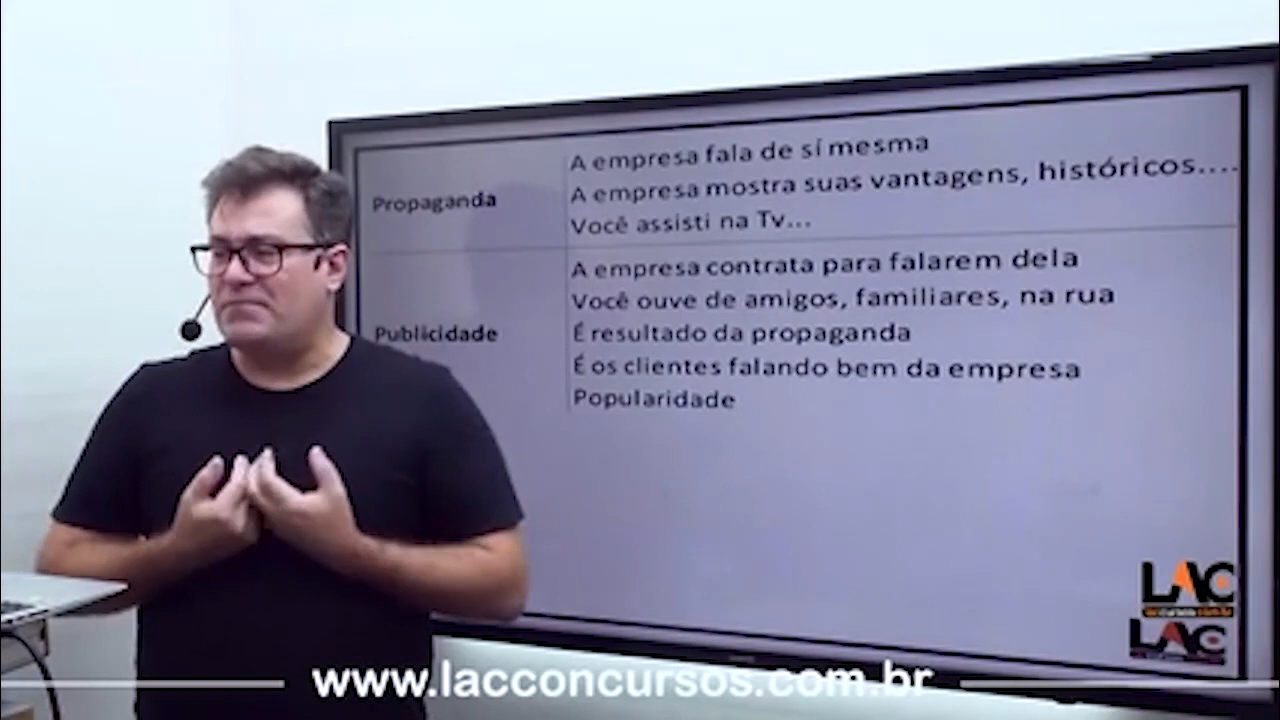 A empresa fala de sí mesma
Propaganda
A empresa mostra suas vantagens, históricos....
Você assisti na Tv...
A empresa contrata para falarem dela
Você ouve de amigos, familiares, na rua
Publicidade
É resultado da propaganda
É os clientes falando bem da empresa
Popularidade
LAC
LAC
www.lacconcursos.com.br